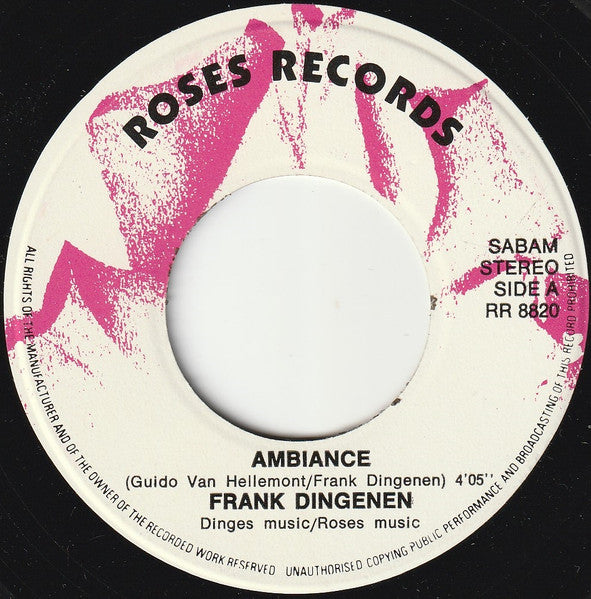 ROSES RECORDS
SABAM
STEREO
SIDE A
RR 8820
AMBIANCE
(Guido Van Hellemont/Frank Dingenen) 4'05''
FRANK DINGENEN
Dinges music/Roses music
ALL RIGHTS OF THE MANUFACTURER AND OF THE OWNER OF THE RECORDED WORK RESERVED UNAUTHORISED COPYING PUBLIC PERFORMANCE AND BROADCASTING OF THIS RECORD PROHIBITED